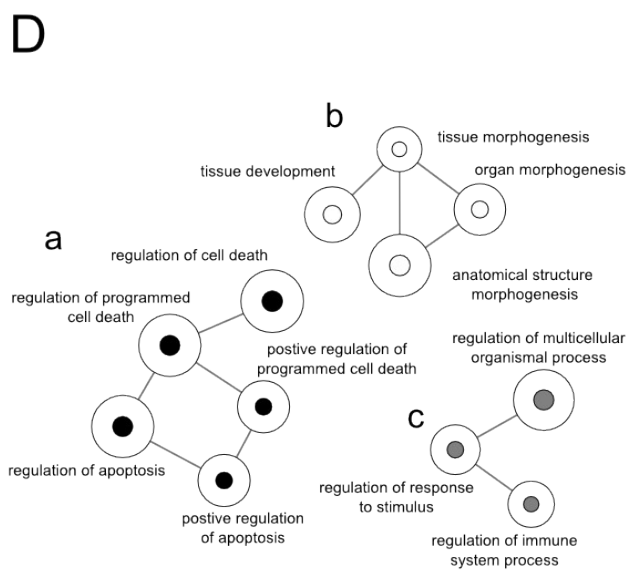 D
b
tissue morphogenesis
tissue development
organ morphogenesis
anatomical structure
morphogenesis
a
regulation of cell death
regulation of programmed
cell death
postive regulation of
programmed cell death
regulation of apoptosis
postive regulation
of apoptosis
regulation of multicellular
organismal process
c
regulation of response
to stimulus
regulation of immune
system process